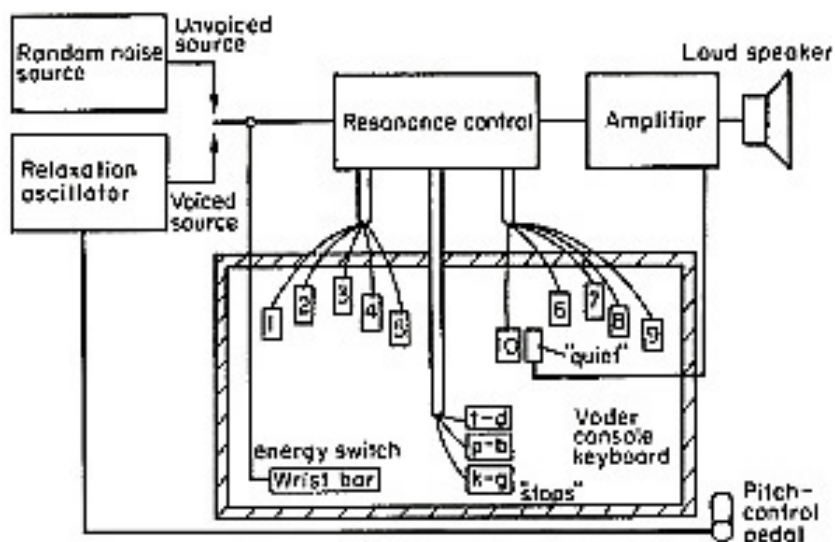 Unvoiced
source
Random noise
source
Relaxation
oscillator
Voiced
source
Resonance control
Amplifier
Loud speaker
1
2
3
4
5
6
7
8
9
10
"quiet"
t-d
p-b
k-g
"stops"
Voder
console
keyboard
energy switch
Wrist bar
Pitch-
control
pedal